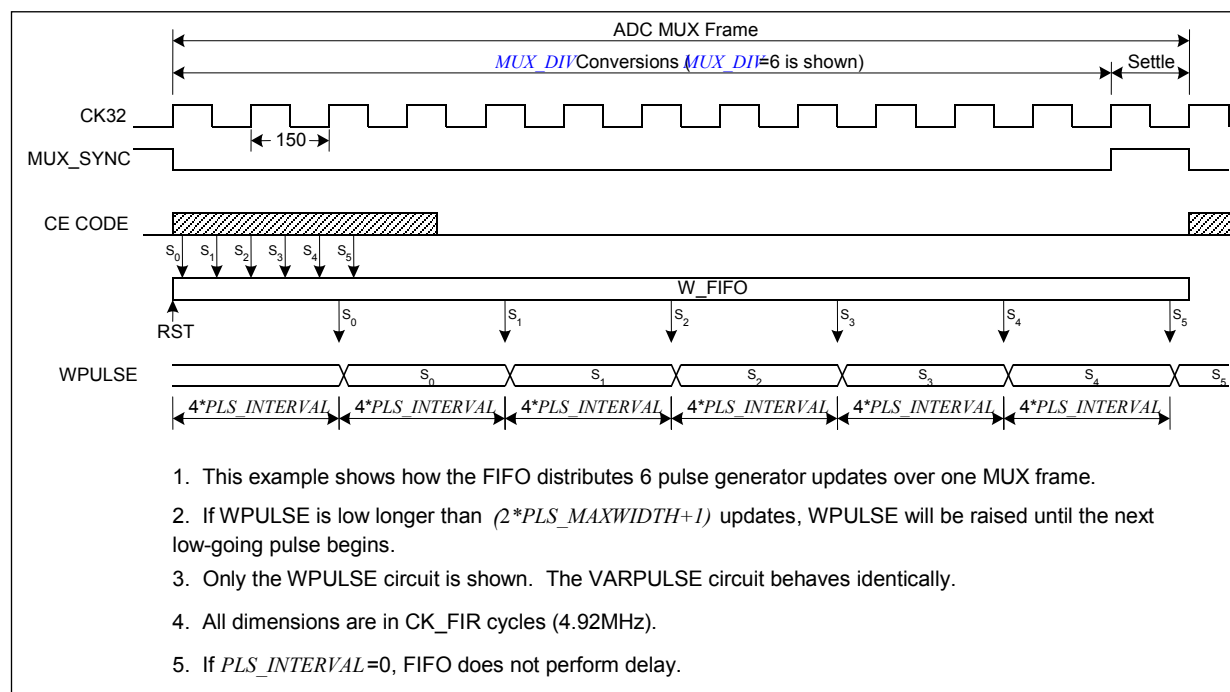 ADC MUX Frame
MUX_DIV Conversions (MUX_DIV=6 is shown)
Settle
CK32
150
MUX_SYNC
CE CODE
S0 S1 S2 S3 S4 S5
W_FIFO
RST
S0 S1 S2 S3 S4 S5
WPULSE
S0 S1 S2 S3 S4 S5
4*PLS_INTERVAL 4*PLS_INTERVAL 4*PLS_INTERVAL 4*PLS_INTERVAL 4*PLS_INTERVAL 4*PLS_INTERVAL
1. This example shows how the FIFO distributes 6 pulse generator updates over one MUX frame.
2. If WPULSE is low longer than (2*PLS_MAXWIDTH+1) updates, WPULSE will be raised until the next
low-going pulse begins.
3. Only the WPULSE circuit is shown. The VARPULSE circuit behaves identically.
4. All dimensions are in CK_FIR cycles (4.92MHz).
5. If PLS_INTERVAL=0, FIFO does not perform delay.